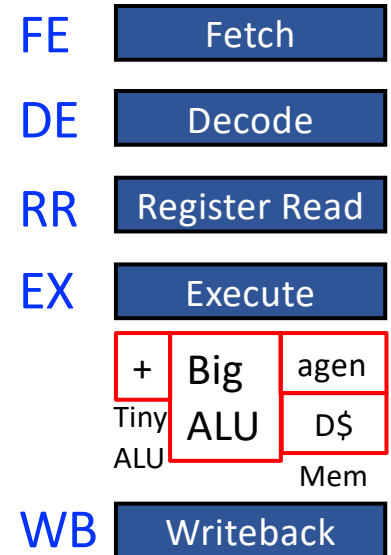 FE Fetch
DE Decode
RR Register Read
EX Execute
+ Big agen
Tiny ALU D$
ALU
Mem
WB Writeback